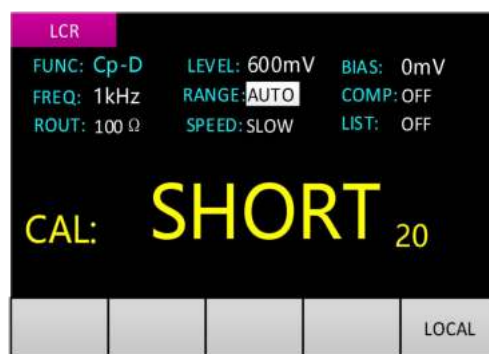 LCR
FUNC: Cp-D LEVEL: 600mV BIAS: 0mV
FREQ: 1kHz RANGE: AUTO COMP: OFF
ROUT: 100 Ω SPEED: SLOW LIST: OFF
CAL: SHORT 20
LOCAL